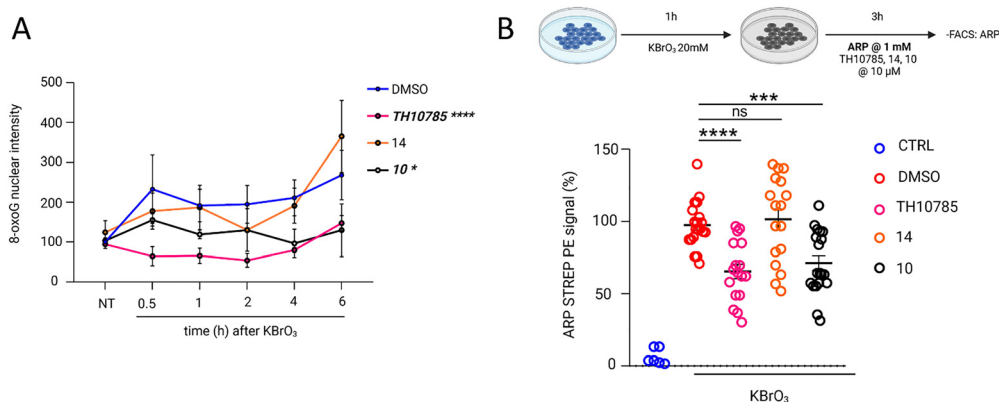 A
500
400
300
200
100
0
8-oxoG nuclear intensity
NT
0.5
1
2
4
6
time (h) after KBrO₃
DMSO
TH10785 ****
14
10 *
B
1h
KBrO₃ 20mM
3h
ARP @ 1 mM
TH10785, 14, 10
@ 10 µM
-FACS: ARP
***
ns
****
150
100
50
0
ARP STREP PE signal (%)
KBrO₃
CTRL
DMSO
TH10785
14
10